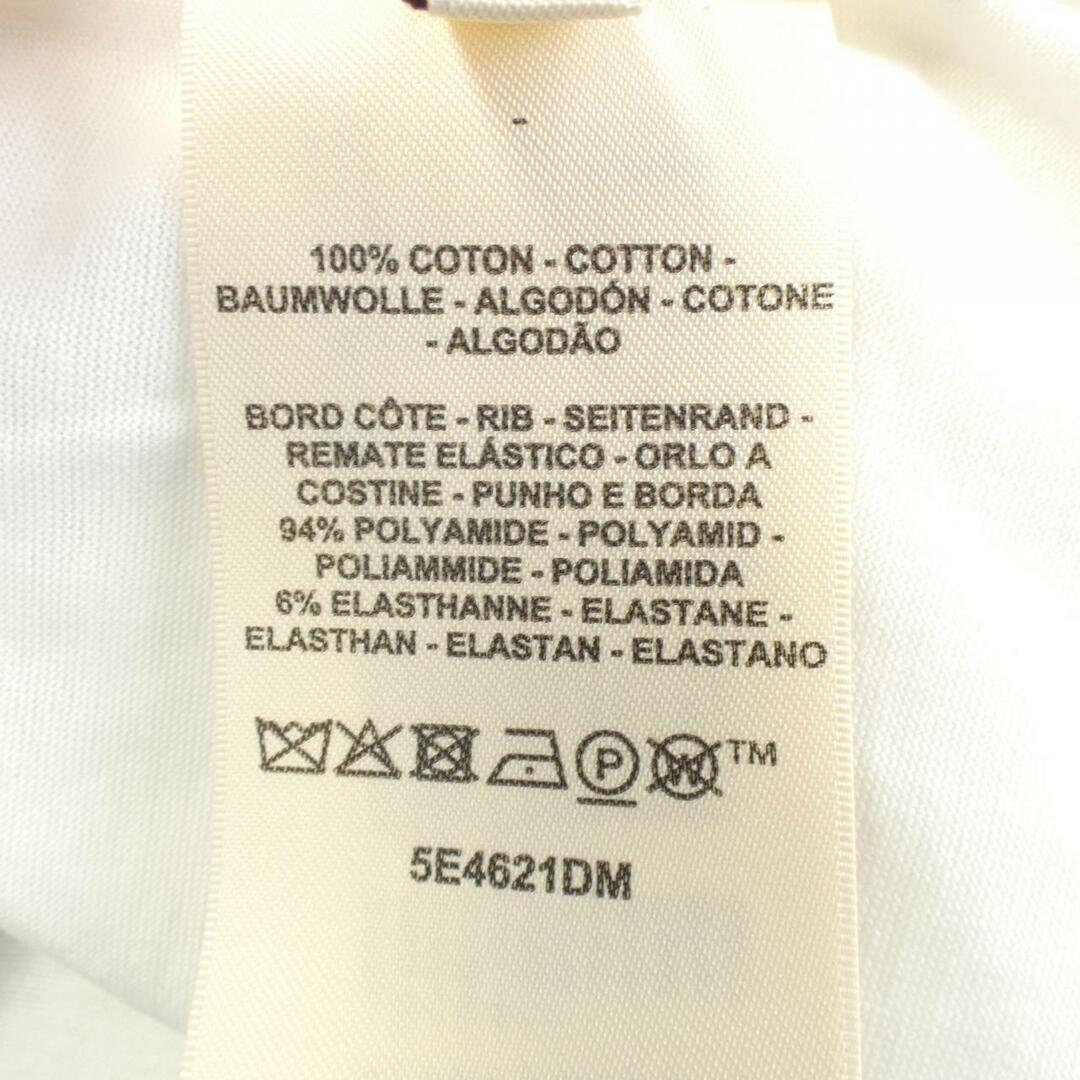 -
100% COTON - COTTON -
BAUMWOLLE - ALGODÓN - COTONE
- ALGODÃO
BORD CÔTE - RIB - SEITENRAND -
REMATE ELÁSTICO - ORLO A
COSTINE - PUNHO E BORDA
94% POLYAMIDE - POLYAMID -
POLIAMMIDE - POLIAMIDA
6% ELASTHANNE - ELASTANE -
ELASTHAN - ELASTAN - ELASTANO
P W TM
5E4621DM